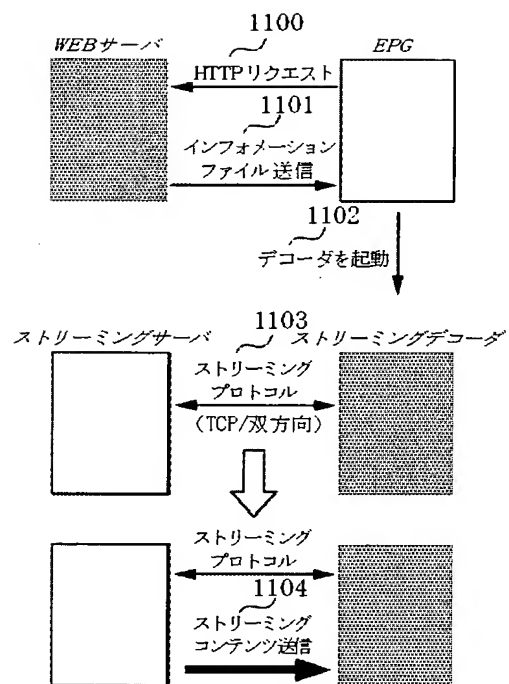 1100
WEBサーバ
EPG
HTTPリクエスト
1101
インフォメーション
ファイル送信
1102
デコーダを起動
1103
ストリーミングサーバ
ストリーミングデコーダ
ストリーミング
プロトコル
(TCP/双方向)
ストリーミング
プロトコル
1104
ストリーミング
コンテンツ送信